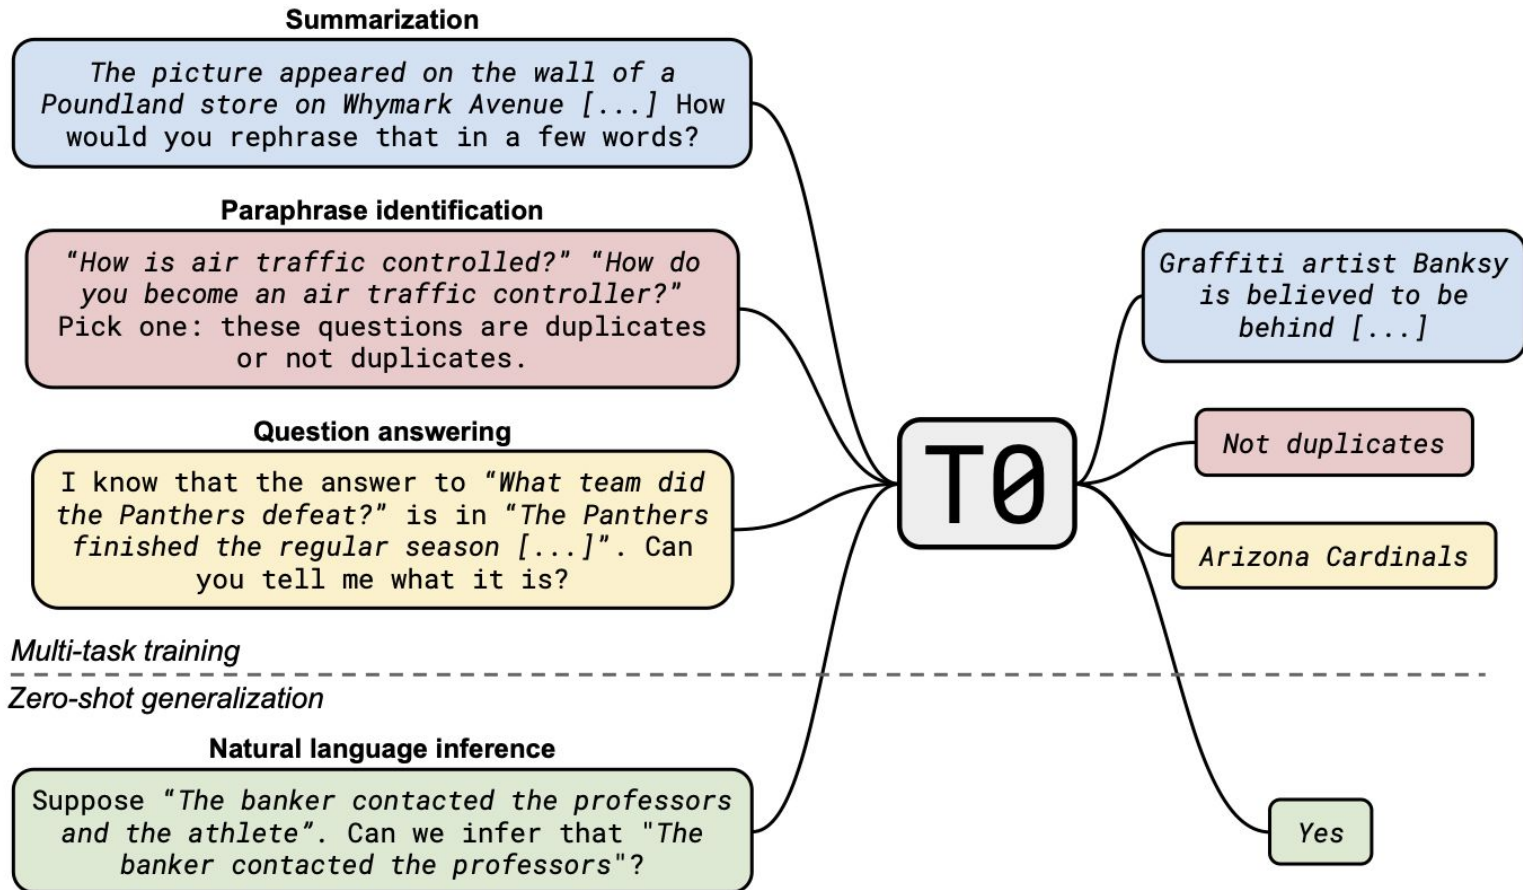 Summarization
The picture appeared on the wall of a
Poundland store on Whymark Avenue [...] How
would you rephrase that in a few words?
Paraphrase identification
“How is air traffic controlled?” “How do
you become an air traffic controller?”
Pick one: these questions are duplicates
or not duplicates.
Question answering
I know that the answer to “What team did
the Panthers defeat?” is in “The Panthers
finished the regular season [...]”. Can
you tell me what it is?
Multi-task training
Zero-shot generalization
Natural language inference
Suppose “The banker contacted the professors
and the athlete”. Can we infer that "The
banker contacted the professors"?
T0
Graffiti artist Banksy
is believed to be
behind [...]
Not duplicates
Arizona Cardinals
Yes